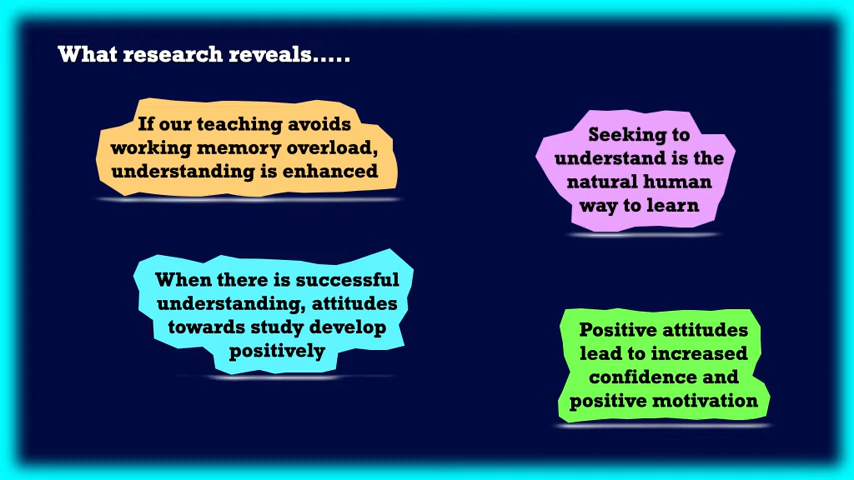 What research reveals.....
If our teaching avoids
working memory overload,
understanding is enhanced
Seeking to
understand is the
natural human
way to learn
When there is successful
understanding, attitudes
towards study develop
positively
Positive attitudes
lead to increased
confidence and
positive motivation